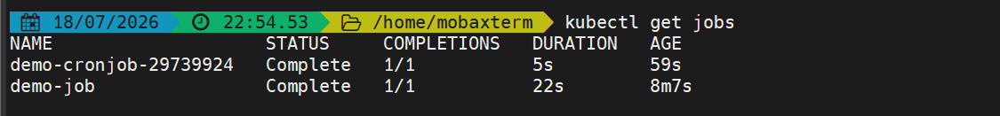 18/07/2026 22:54.53 /home/mobaxterm kubectl get jobs
NAME STATUS COMPLETIONS DURATION AGE
demo-cronjob-29739924 Complete 1/1 5s 59s
demo-job Complete 1/1 22s 8m7s